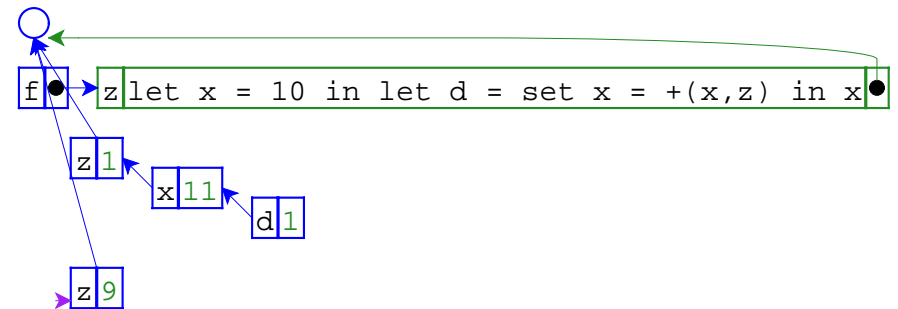 f z let x = 10 in let d = set x = +(x,z) in x
z 1
x 11
d 1
z 9